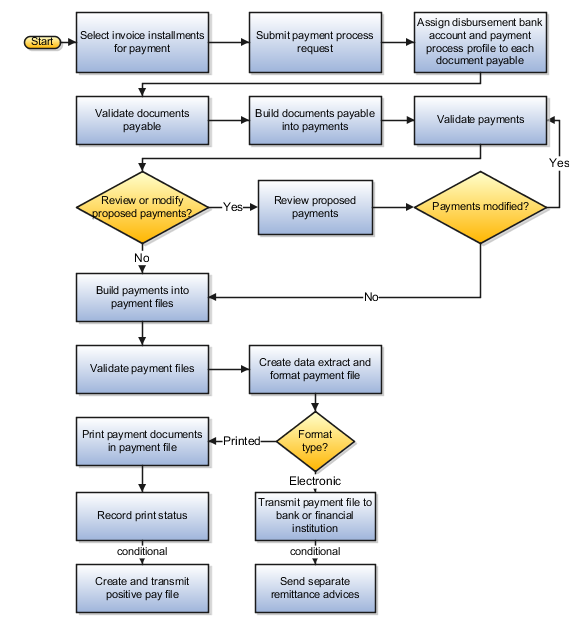 Start
Select invoice installments
for payment
Submit payment process
request
Assign disbursement bank
account and payment
process profile to each
document payable
Validate documents
payable
Build documents payable
into payments
Validate payments
Yes
Review or modify
proposed payments?
Yes
Review proposed
payments
Payments modified?
No
Build payments into
payment files
No
Validate payment files
Create data extract and
format payment file
Print payment documents
in payment file
Printed
Format
type?
Electronic
Record print status
Transmit payment file to
bank or financial
institution
conditional
conditional
Create and transmit
positive pay file
Send separate
remittance advices